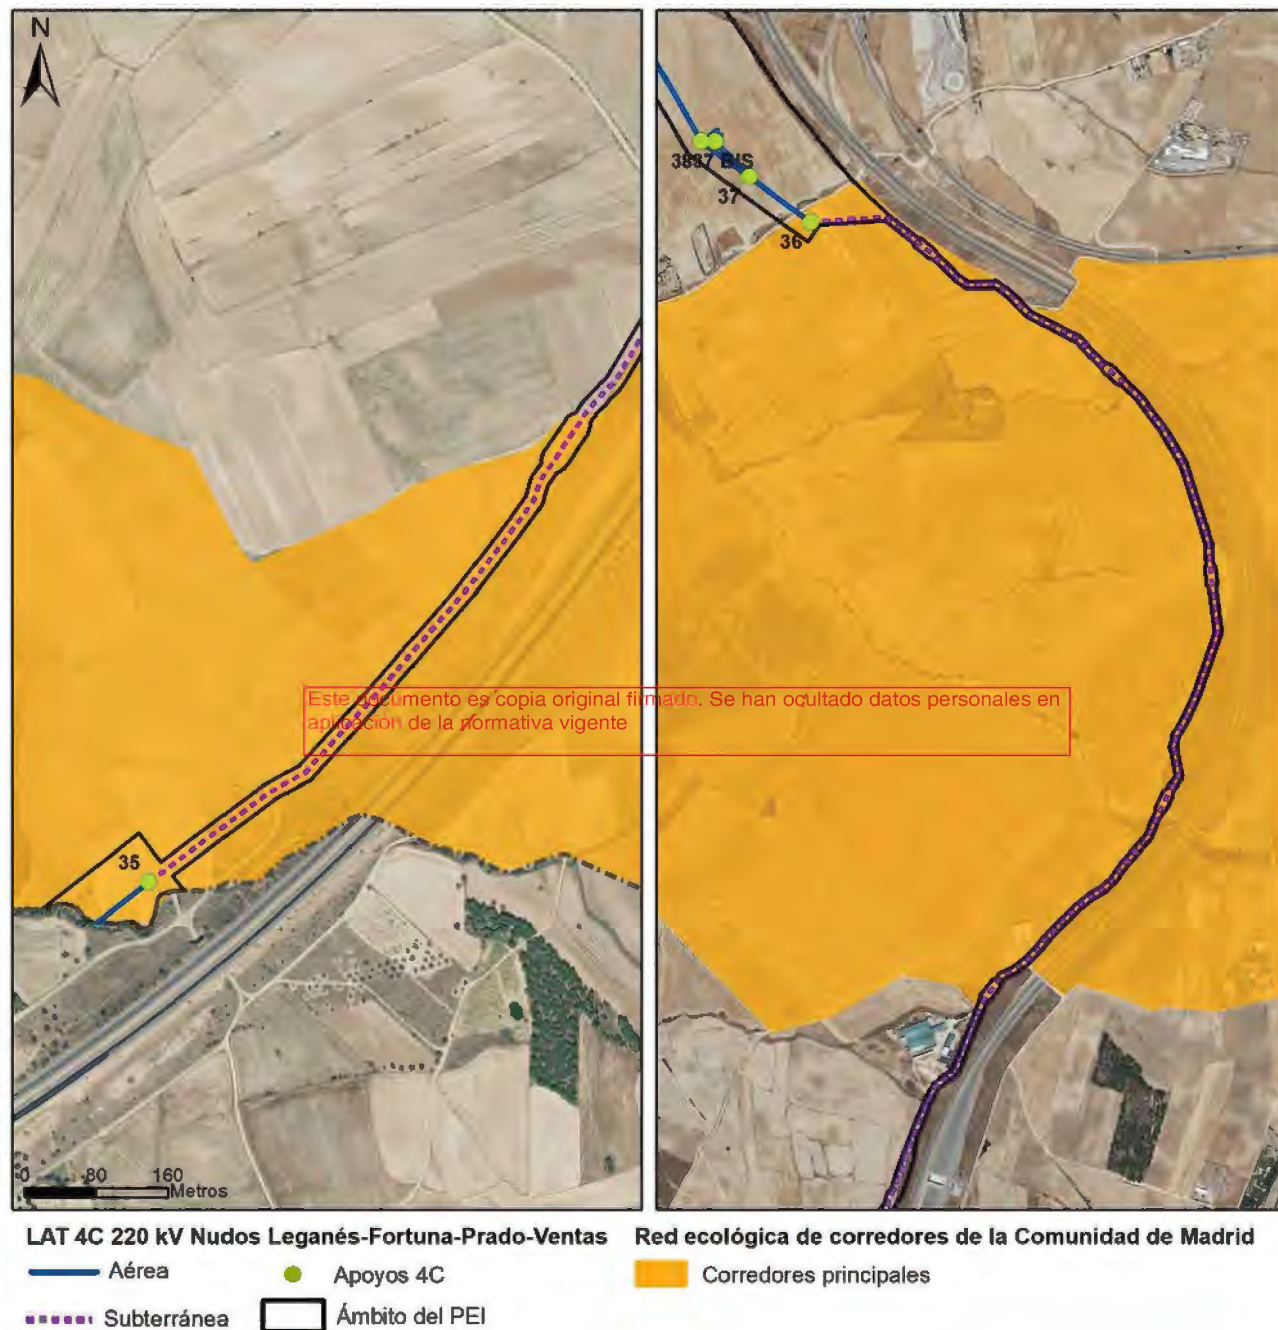 N
3837 BIS
37
36
Este documento es copia original firmado. Se han ocultado datos personales en
aplicación de la normativa vigente
35
0 80 160
Metros
LAT 4C 220 kV Nudos Leganés-Fortuna-Prado-Ventas
Red ecológica de corredores de la Comunidad de Madrid
Aérea
Apoyos 4C
Corredores principales
Subterránea
Ámbito del PEI